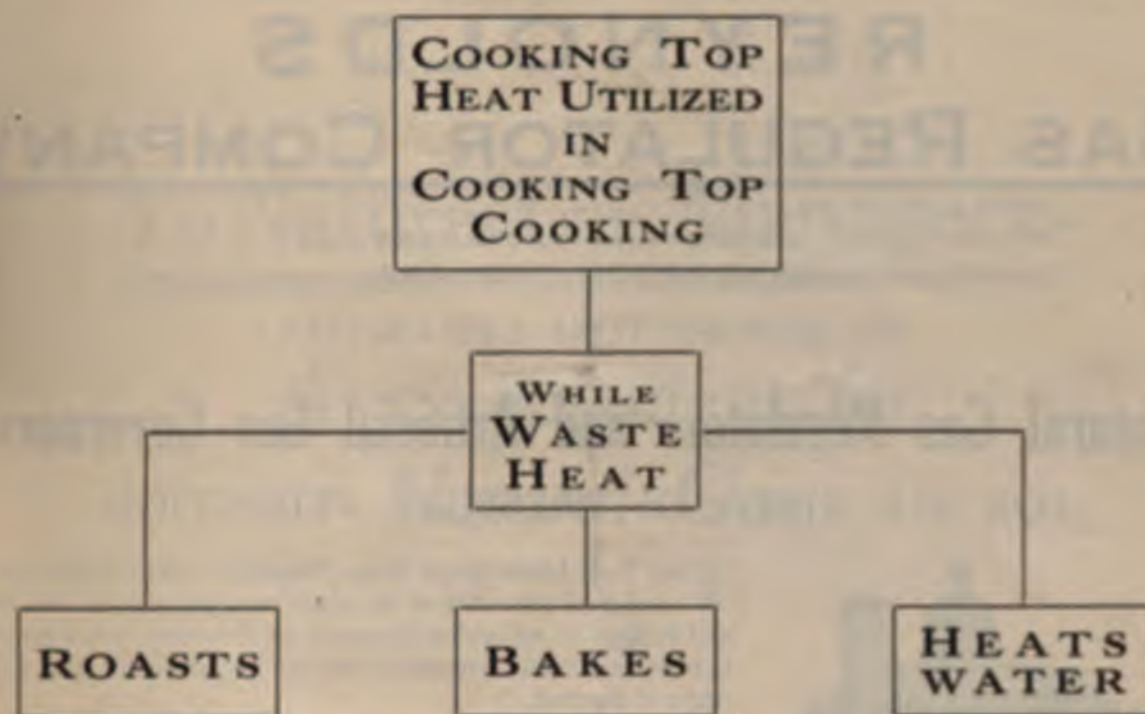 COOKING TOP
HEAT UTILIZED
IN
COOKING TOP
COOKING
WHILE
WASTE
HEAT
ROASTS
BAKES
HEATS
WATER